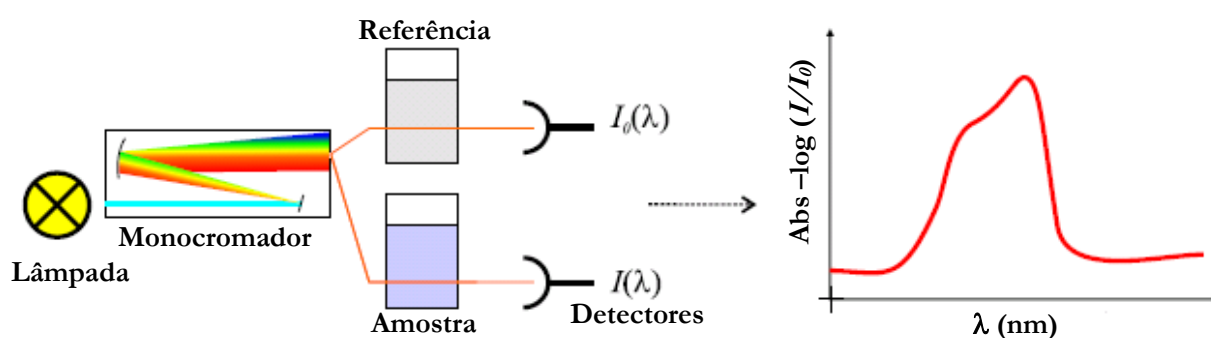 Referência
I₀(λ)
Monocromador
Lâmpada
I(λ)
Amostra
Detectores
Abs –log (I/I₀)
λ (nm)